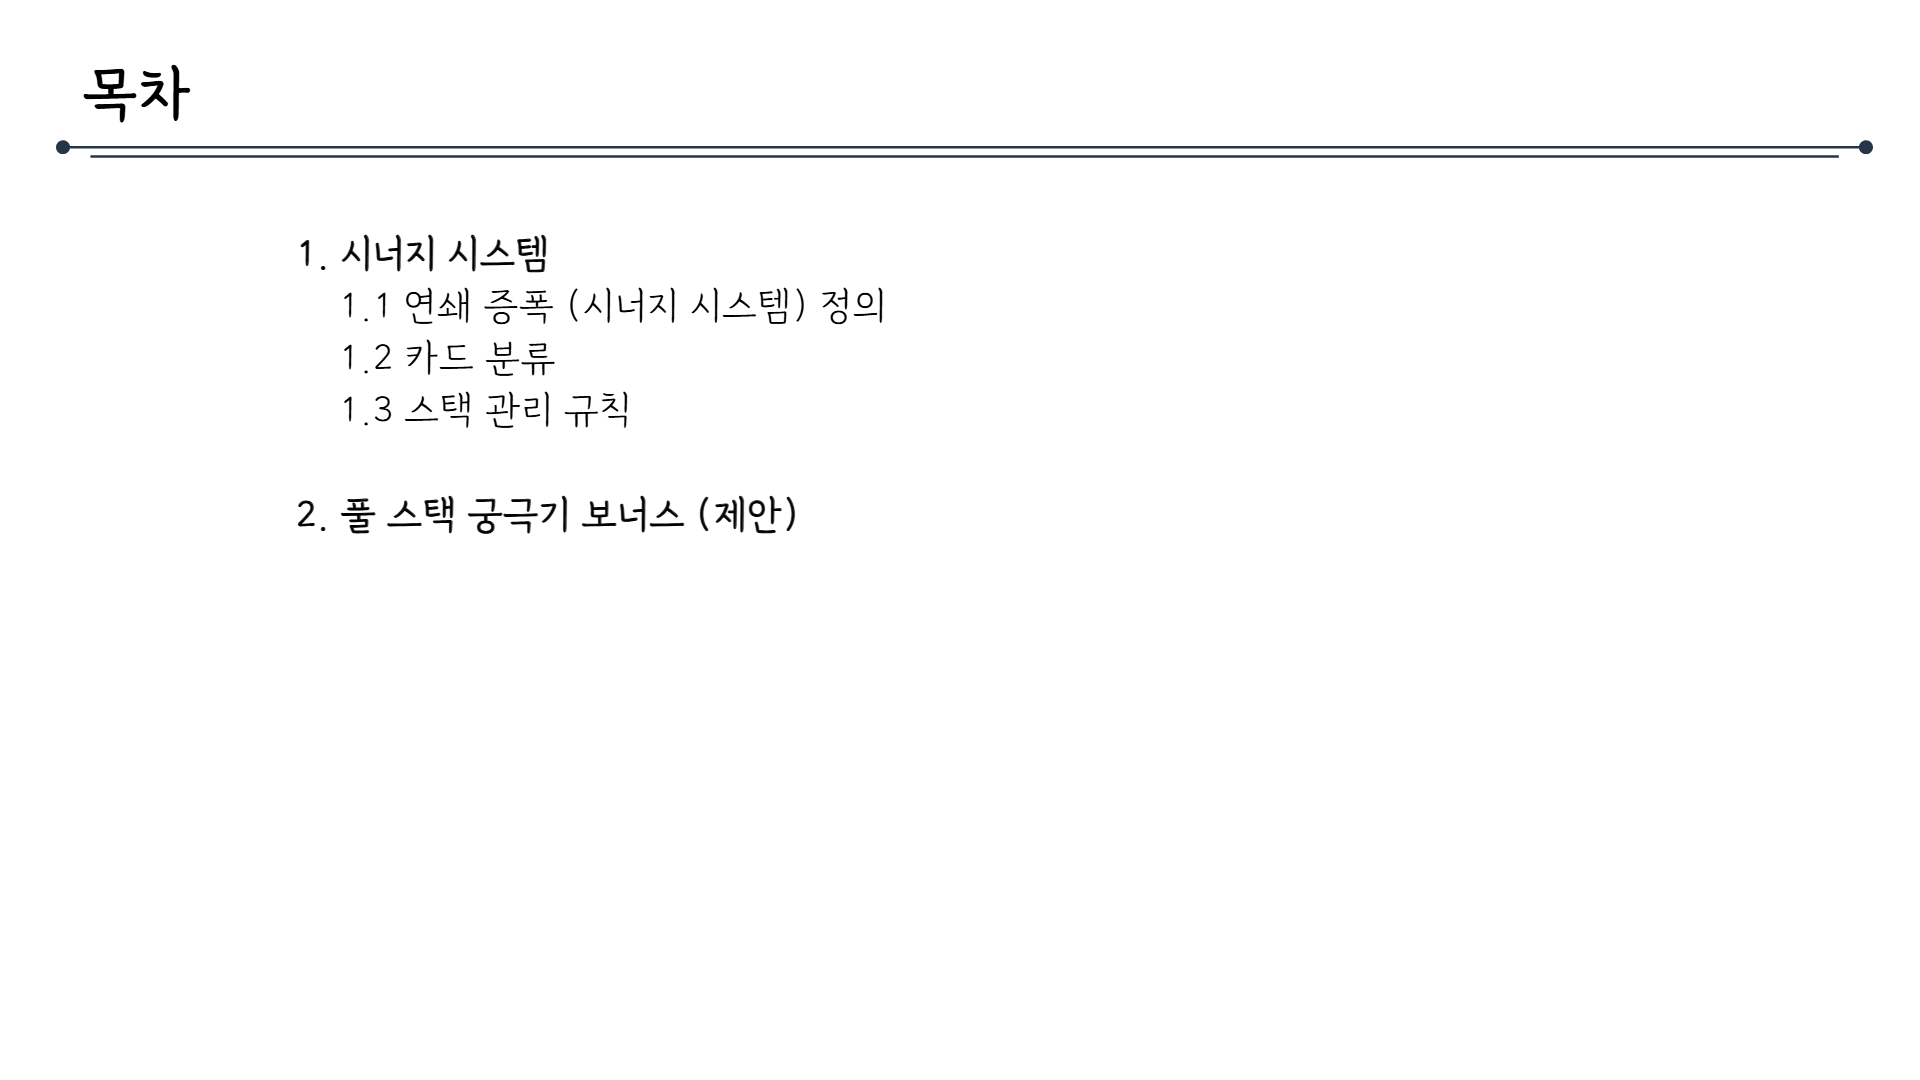 목차
1. 시너지 시스템
1.1 연쇄 증폭 (시너지 시스템) 정의
1.2 카드 분류
1.3 스택 관리 규칙
2. 풀 스택 궁극기 보너스 (제안)